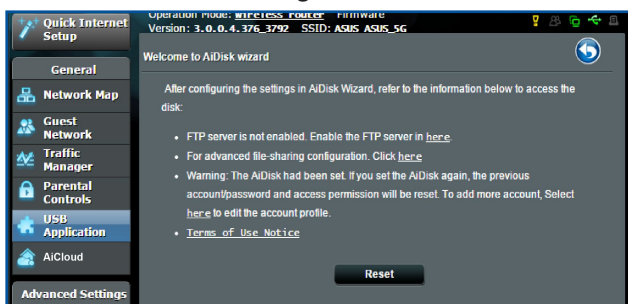 Quick Internet
Setup
General
Network Map
Guest
Network
Traffic
Manager
Parental
Controls
USB
Application
AiCloud
Advanced Settings
Operation Mode: Wireless router Firmware
Version: 3.0.0.4.376_3792 SSID: ASUS ASUS_5G
Welcome to AiDisk wizard
After configuring the settings in AiDisk Wizard, refer to the information below to access the
disk:
• FTP server is not enabled. Enable the FTP server in here.
• For advanced file-sharing configuration. Click here
• Warning: The AiDisk had been set. If you set the AiDisk again, the previous
account/password and access permission will be reset. To add more account, Select
here to edit the account profile.
• Terms of Use Notice
Reset